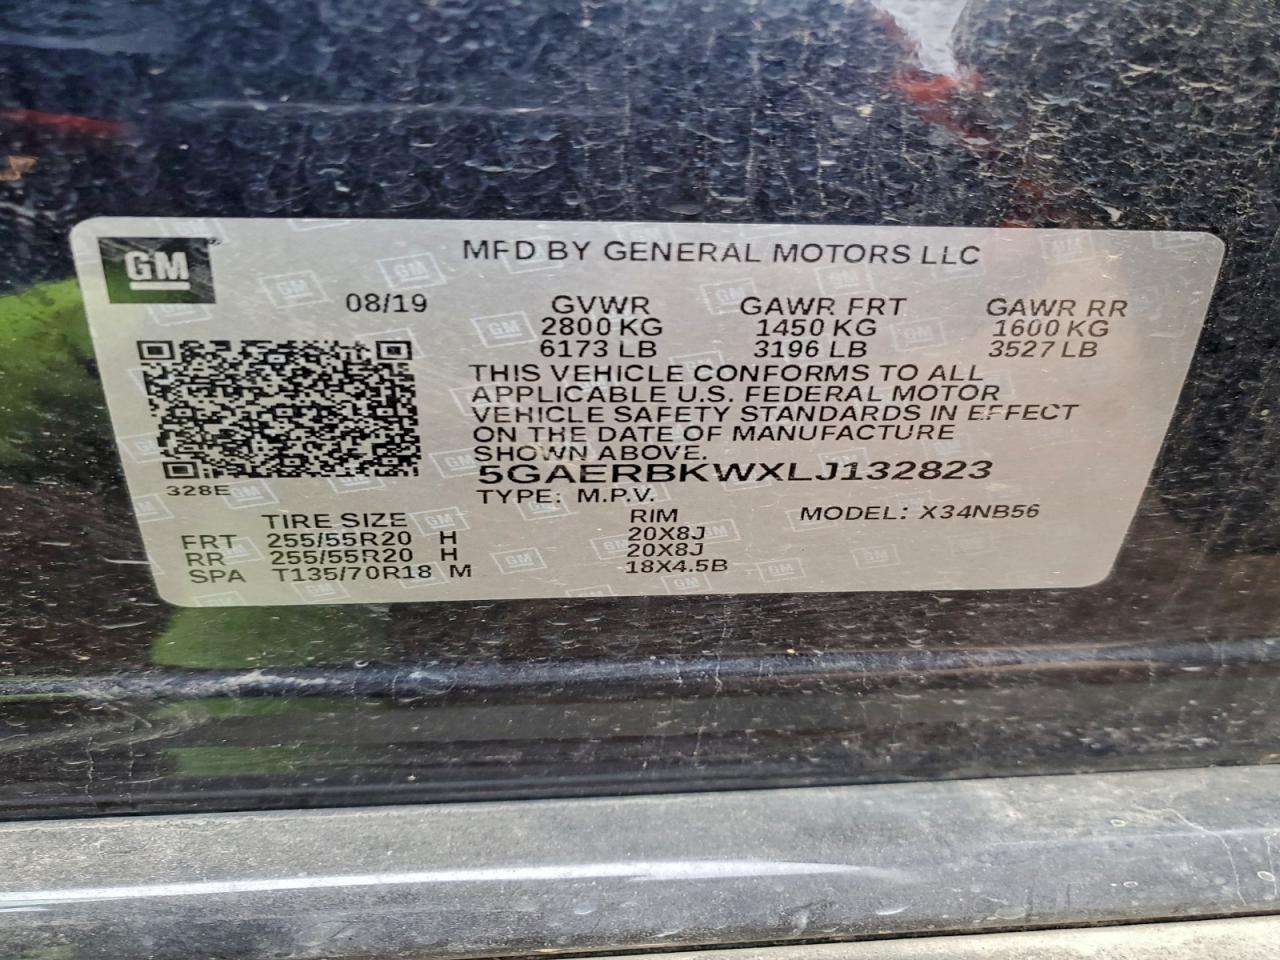 GM
MFD BY GENERAL MOTORS LLC
08/19 GVWR GAWR FRT GAWR RR
2800 KG 1450 KG 1600 KG
6173 LB 3196 LB 3527 LB
THIS VEHICLE CONFORMS TO ALL
APPLICABLE U.S. FEDERAL MOTOR
VEHICLE SAFETY STANDARDS IN EFFECT
ON THE DATE OF MANUFACTURE
SHOWN ABOVE.
5GAERBKWXLJ132823
328E
TYPE: M.P.V.
TIRE SIZE RIM MODEL: X34NB56
FRT 255/55R20 H 20X8J
RR 255/55R20 H 20X8J
SPA T135/70R18 M 18X4.5B